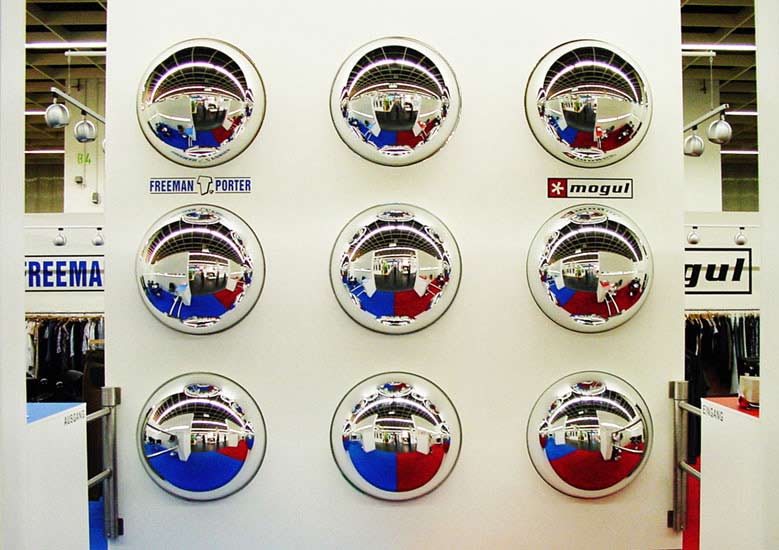 B4
FREEMAN PORTER
mogul
FREEMA
gul
AUSGANG
EINGANG